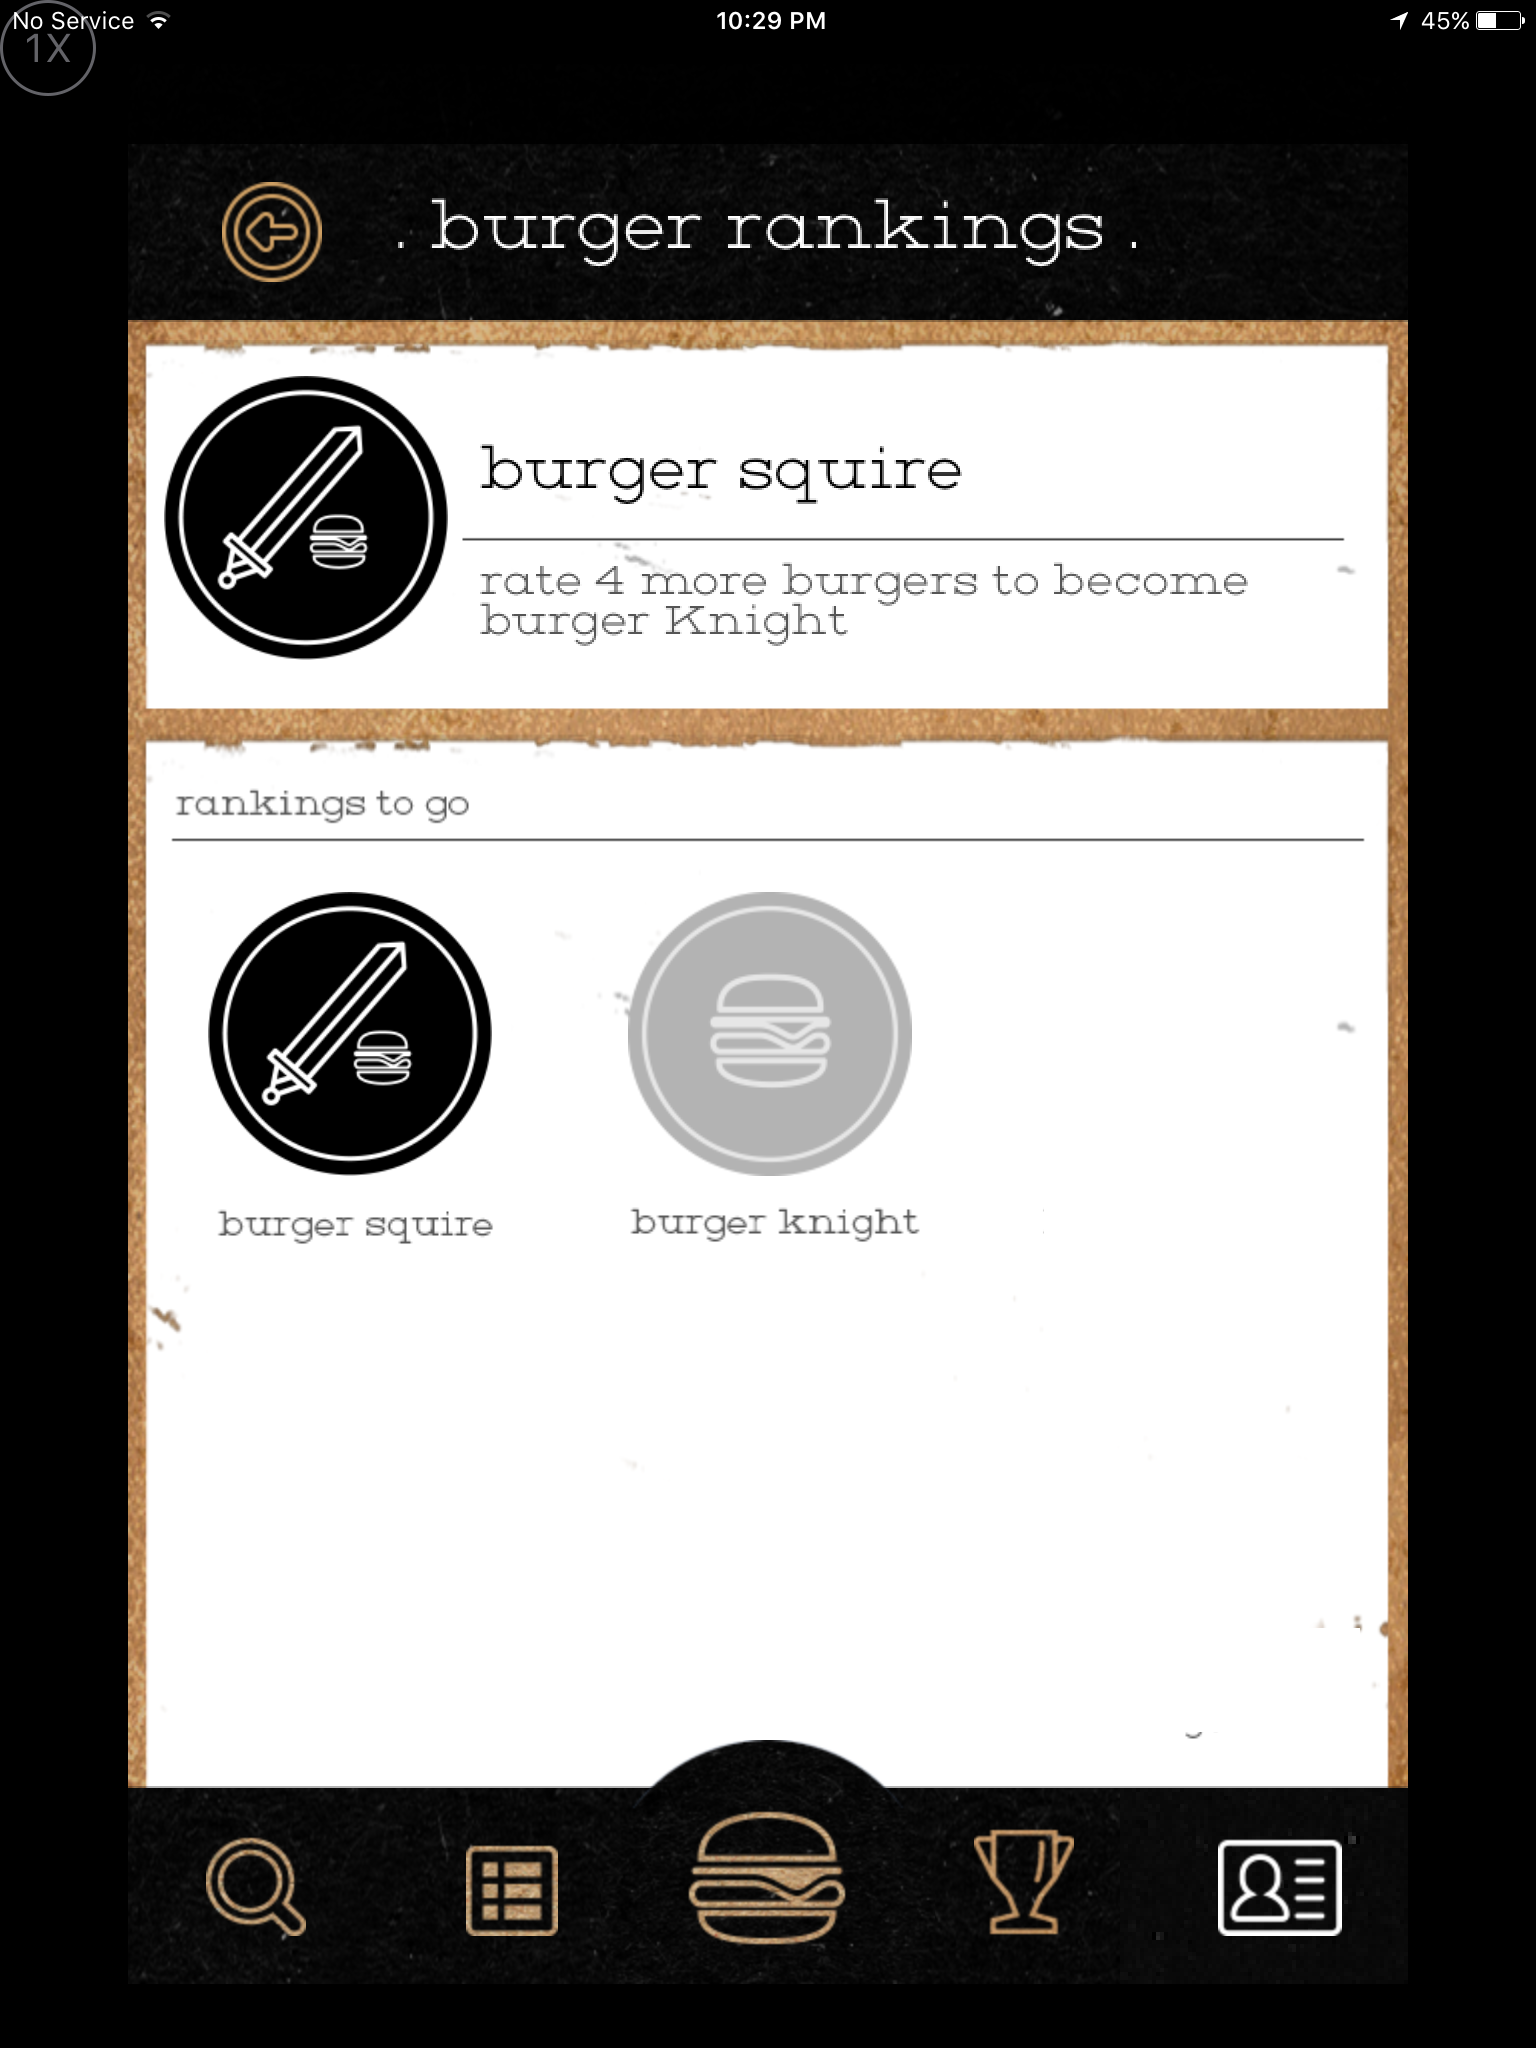 No Service 10:29 PM 45%
1X
. burger rankings .
burger squire
rate 4 more burgers to become
burger Knight
rankings to go
burger squire burger knight